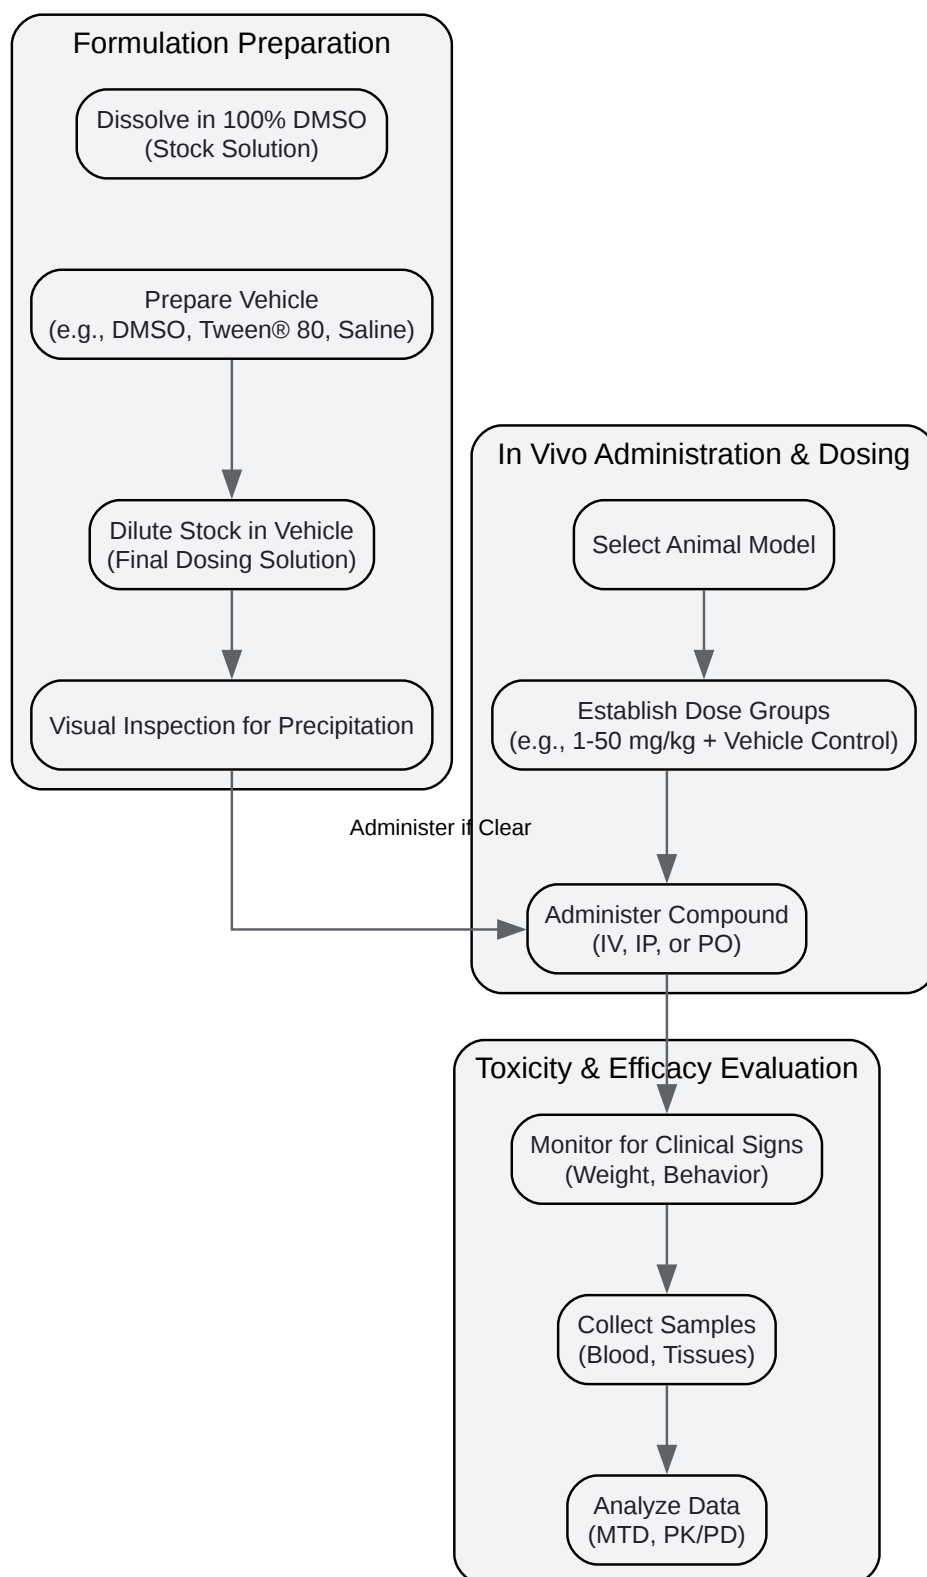 Formulation Preparation
Dissolve in 100% DMSO
(Stock Solution)
Prepare Vehicle
(e.g., DMSO, Tween® 80, Saline)
Dilute Stock in Vehicle
(Final Dosing Solution)
Visual Inspection for Precipitation
Administer if Clear
In Vivo Administration & Dosing
Select Animal Model
Establish Dose Groups
(e.g., 1-50 mg/kg + Vehicle Control)
Administer Compound
(IV, IP, or PO)
Toxicity & Efficacy Evaluation
Monitor for Clinical Signs
(Weight, Behavior)
Collect Samples
(Blood, Tissues)
Analyze Data
(MTD, PK/PD)